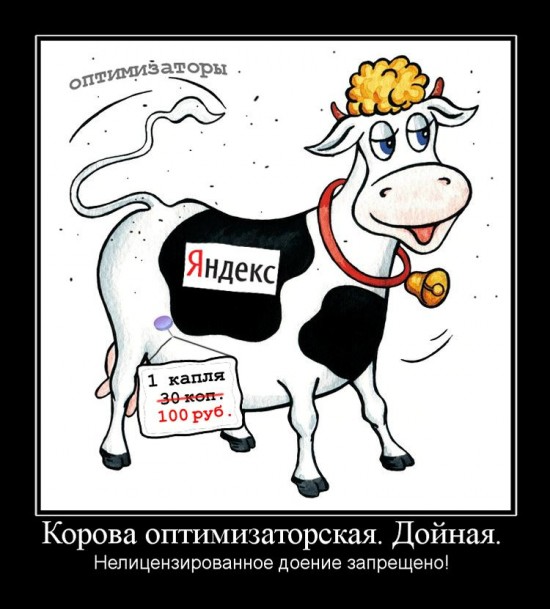 оптимизаторы
Яндекс
1 капля
30 коп.
100 руб.
Корова оптимизаторская. Дойная.
Нелицензированное доение запрещено!